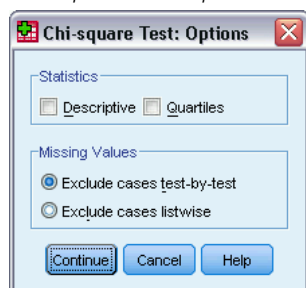 Chi-square Test: Options
Statistics
Descriptive Quartiles
Missing Values
Exclude cases test-by-test
Exclude cases listwise
Continue Cancel Help